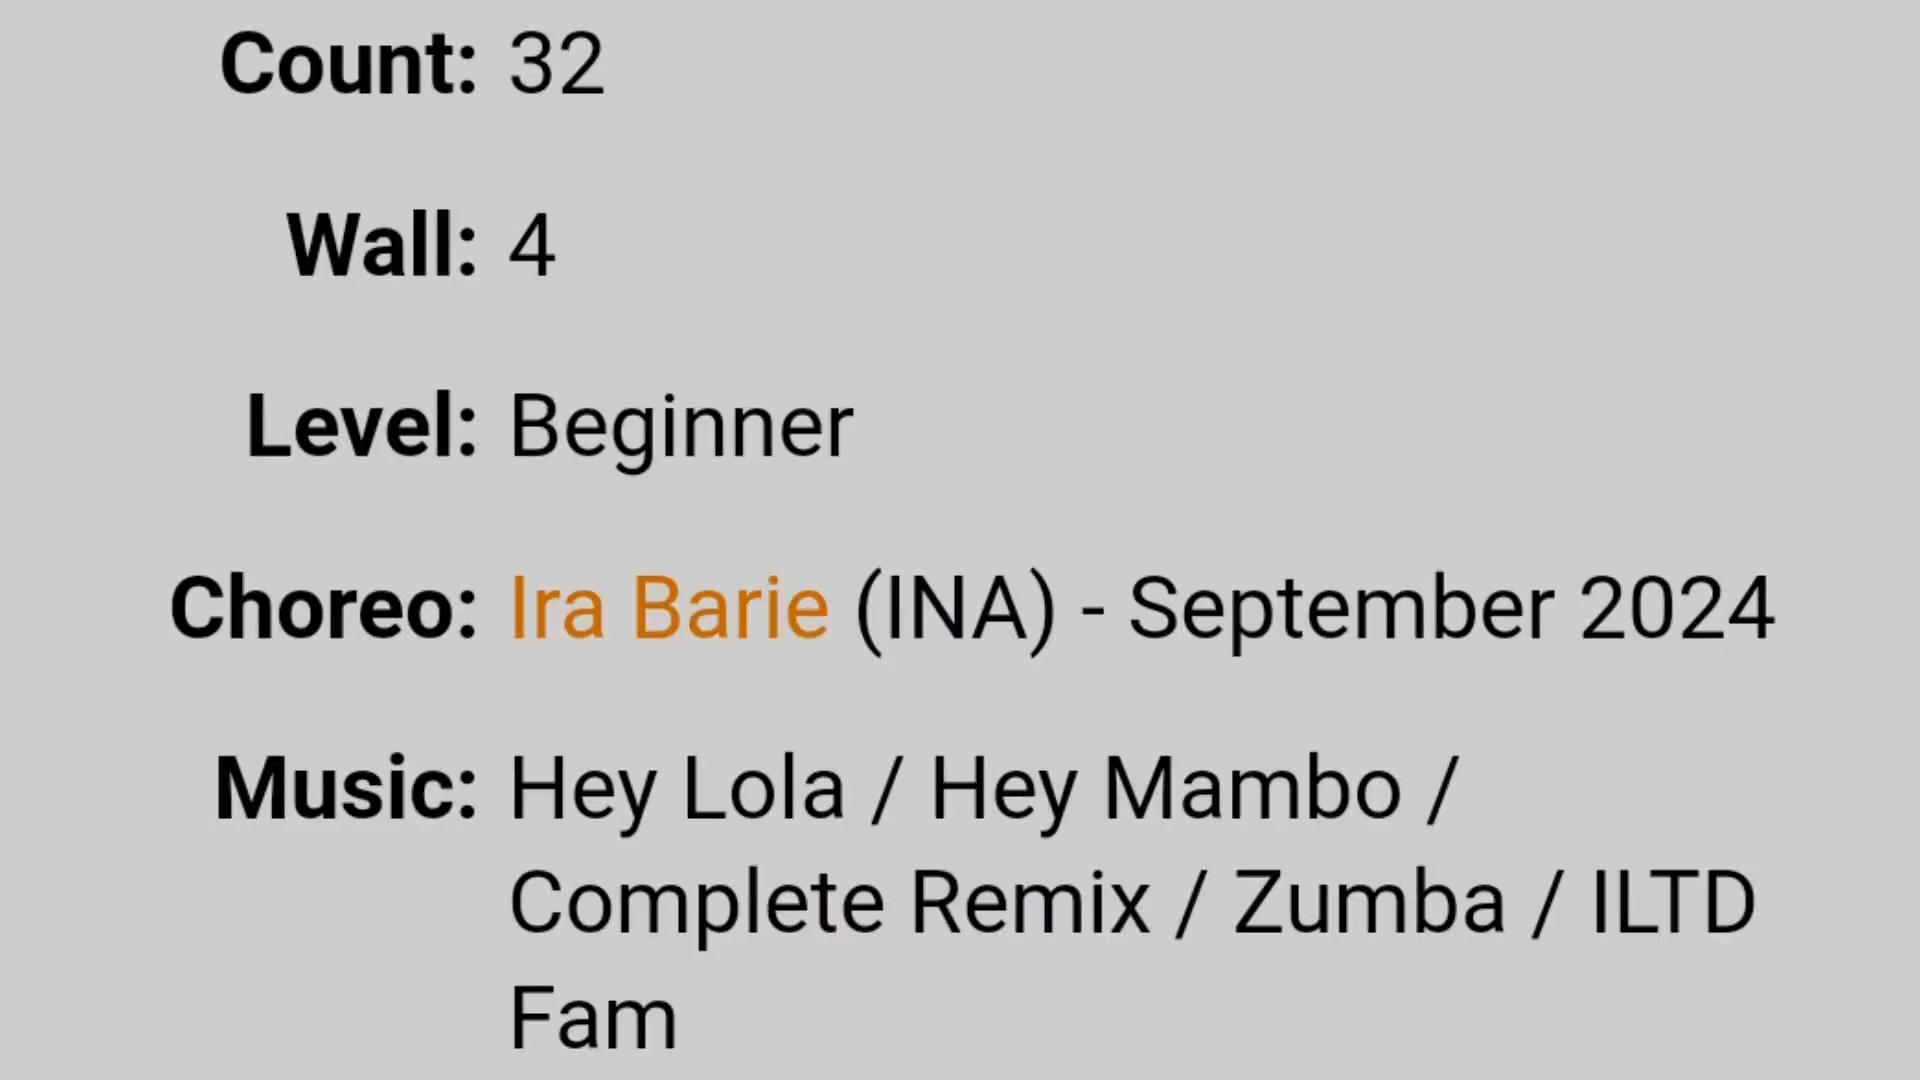 Count: 32
Wall: 4
Level: Beginner
Choreo: Ira Barie (INA) - September 2024
Music: Hey Lola / Hey Mambo /
Complete Remix / Zumba / ILTD
Fam